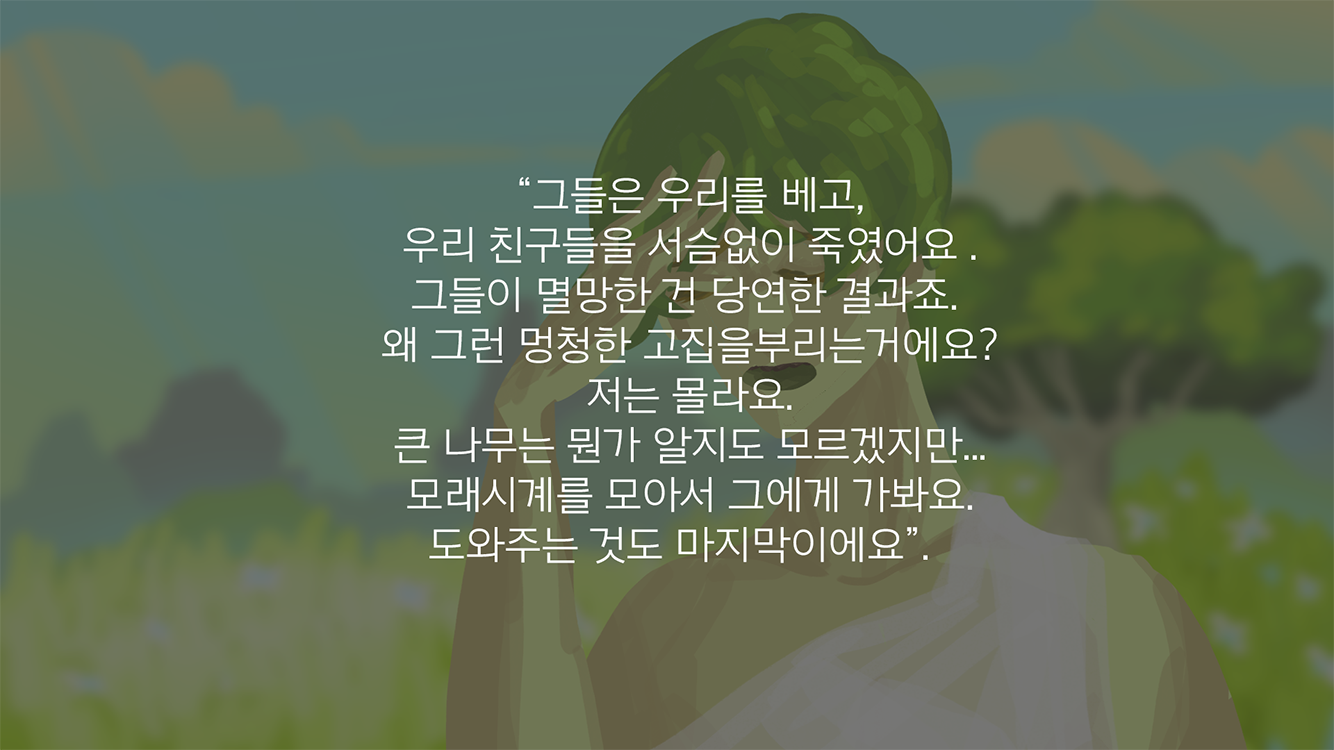 “그들은 우리를 베고,
우리 친구들을 서슴없이 죽였어요 .
그들이 멸망한 건 당연한 결과죠.
왜 그런 멍청한 고집을부리는거에요?
저는 몰라요.
큰 나무는 뭔가 알지도 모르겠지만...
모래시계를 모아서 그에게 가봐요.
도와주는 것도 마지막이에요”.